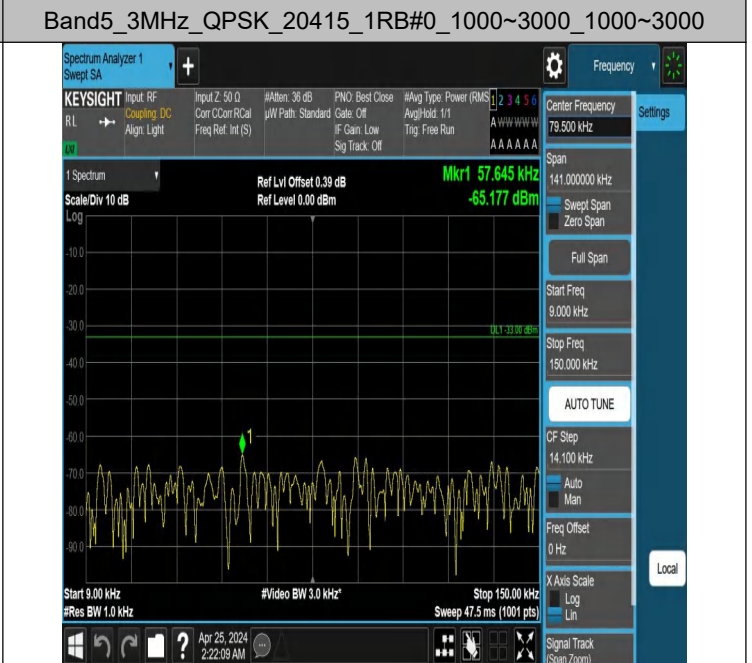 Band5_3MHz_QPSK_20415_1RB#0_1000~3000_1000~3000
Spectrum Analyzer 1
Swept SA
+
Frequency
KEYSIGHT
RL
Input: RF
Coupling: DC
Align: Light
Input Z: 50 Ω
Corr CCorr RCal
Freq Ref: Int (S)
#Atten: 36 dB
µW Path: Standard
PNO: Best Close
Gate: Off
IF Gain: Low
Sig Track: Off
#Avg Type: Power (RMS
Avg|Hold: 1/1
Trig: Free Run
1 2 3 4 5 6
A W W W W W
A A A A A A
Center Frequency
79.500 kHz
Settings
1 Spectrum
Scale/Div 10 dB
Log
Ref Lvl Offset 0.39 dB
Ref Level 0.00 dBm
Mkr1 57.645 kHz
-65.177 dBm
Span
141.000000 kHz
Swept Span
Zero Span
Full Span
Start Freq
9.000 kHz
Stop Freq
150.000 kHz
AUTO TUNE
CF Step
14.100 kHz
Auto
Man
Freq Offset
0 Hz
X Axis Scale
Log
Lin
Signal Track
(Span Zoom)
Local
-10.0
-20.0
-30.0
DL1 -33.00 dBm
-40.0
-50.0
-60.0
1
-70.0
-80.0
-90.0
Start 9.00 kHz
#Res BW 1.0 kHz
#Video BW 3.0 kHz*
Stop 150.00 kHz
Sweep 47.5 ms (1001 pts)
?
Apr 25, 2024
2:22:09 AM